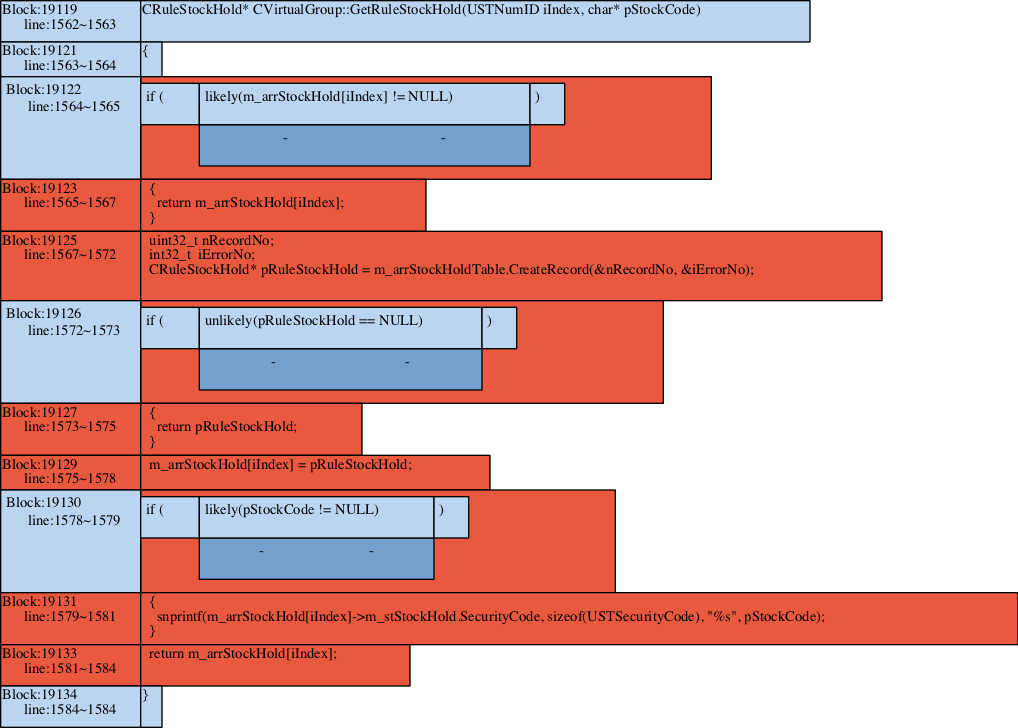 Block:19119
line:1562~1563
CRuleStockHold* CVirtualGroup::GetRuleStockHold(USTNumID iIndex, char* pStockCode)
Block:19121
line:1563~1564
{
Block:19122
line:1564~1565
if ( likely(m_arrStockHold[iIndex] != NULL) )
- -
Block:19123
line:1565~1567
{
return m_arrStockHold[iIndex];
}
Block:19125
line:1567~1572
uint32_t nRecordNo;
int32_t iErrorNo;
CRuleStockHold* pRuleStockHold = m_arrStockHoldTable.CreateRecord(&nRecordNo, &iErrorNo);
Block:19126
line:1572~1573
if ( unlikely(pRuleStockHold == NULL) )
- -
Block:19127
line:1573~1575
{
return pRuleStockHold;
}
Block:19129
line:1575~1578
m_arrStockHold[iIndex] = pRuleStockHold;
Block:19130
line:1578~1579
if ( likely(pStockCode != NULL) )
- -
Block:19131
line:1579~1581
{
snprintf(m_arrStockHold[iIndex]->m_stStockHold.SecurityCode, sizeof(USTSecurityCode), "%s", pStockCode);
}
Block:19133
line:1581~1584
return m_arrStockHold[iIndex];
Block:19134
line:1584~1584
}